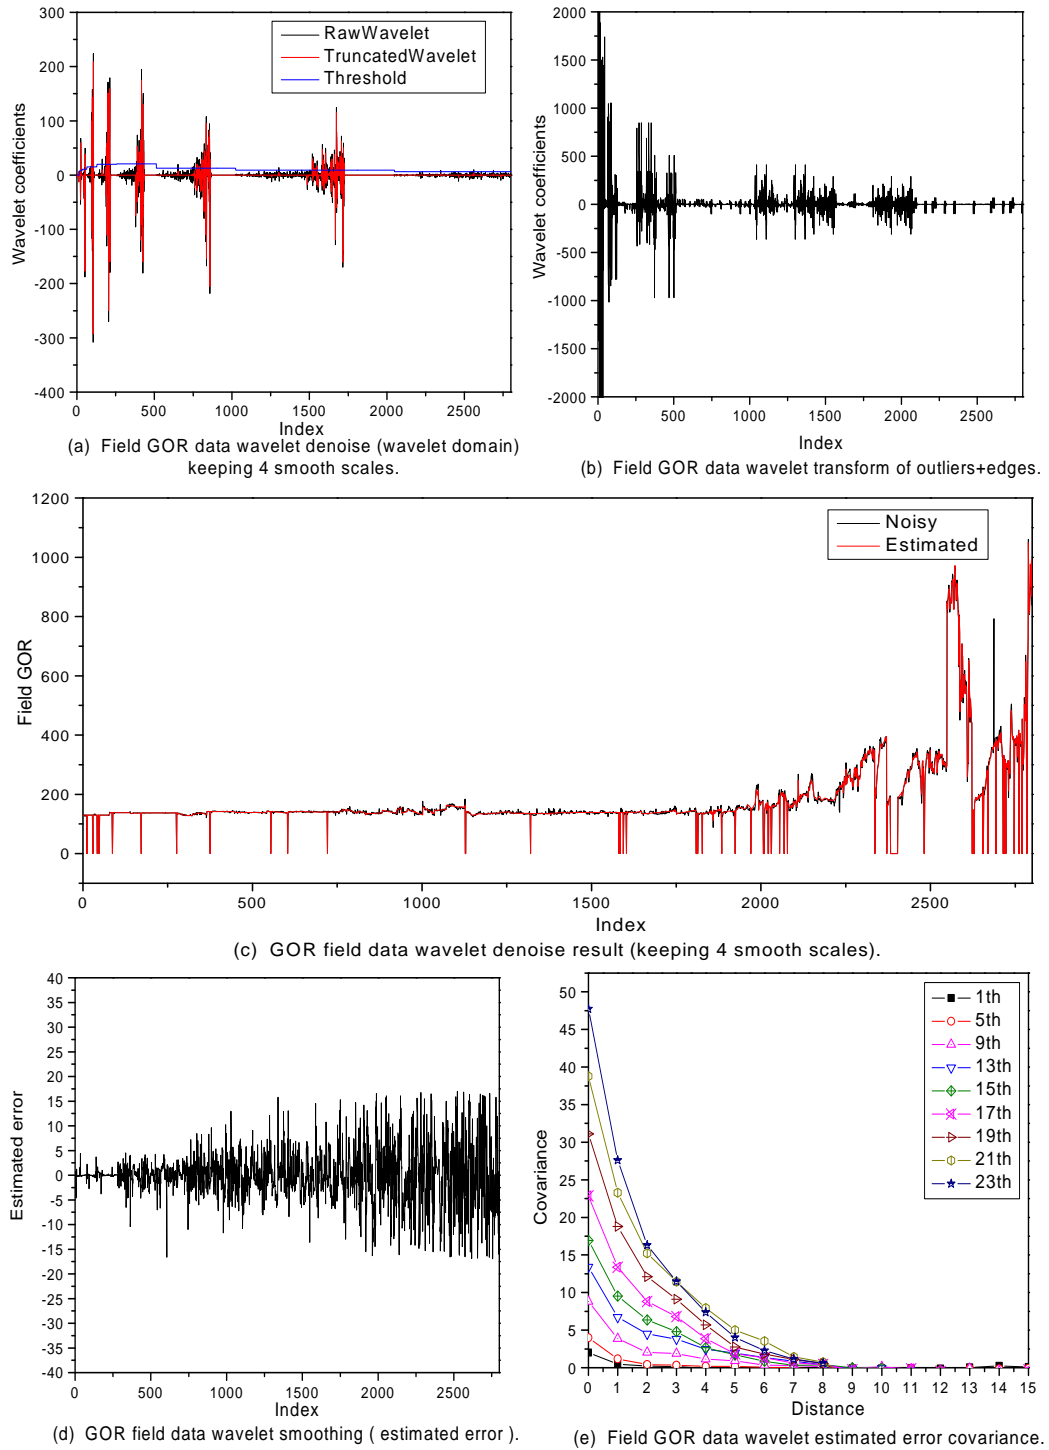 300
200
100
0
-100
-200
-300
-400
Wavelet coefficients
RawWavelet
TruncatedWavelet
Threshold
0 500 1000 1500 2000 2500
Index
(a) Field GOR data wavelet denoise (wavelet domain)
keeping 4 smooth scales.
2000
1500
1000
500
0
-500
-1000
-1500
-2000
Wavelet coefficients
0 500 1000 1500 2000 2500
Index
(b) Field GOR data wavelet transform of outliers+edges.
1200
1000
800
600
400
200
0
Field GOR
Noisy
Estimated
0 500 1000 1500 2000 2500
Index
(c) GOR field data wavelet denoise result (keeping 4 smooth scales).
40
35
30
25
20
15
10
5
0
-5
-10
-15
-20
-25
-30
-35
-40
Estimated error
0 500 1000 1500 2000 2500
Index
(d) GOR field data wavelet smoothing ( estimated error ).
50
45
40
35
30
25
20
15
10
5
0
Covariance
1th
5th
9th
13th
15th
17th
19th
21th
23th
0 1 2 3 4 5 6 7 8 9 10 11 12 13 14 15
Distance
(e) Field GOR data wavelet estimated error covariance.